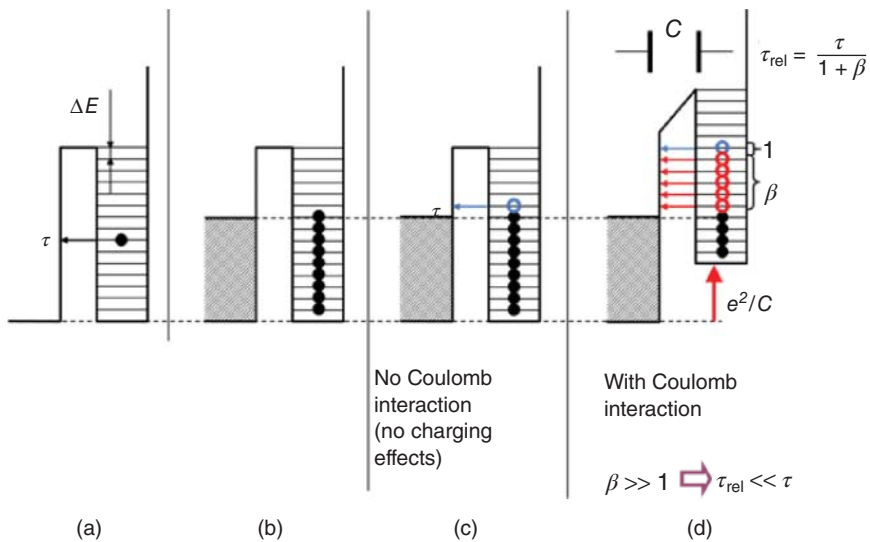 C
τ_rel = τ / (1 + β)
ΔE
1
β
τ
τ
e²/C
No Coulomb
interaction
(no charging
effects)
With Coulomb
interaction
β >> 1 ⇨ τ_rel << τ
(a) (b) (c) (d)